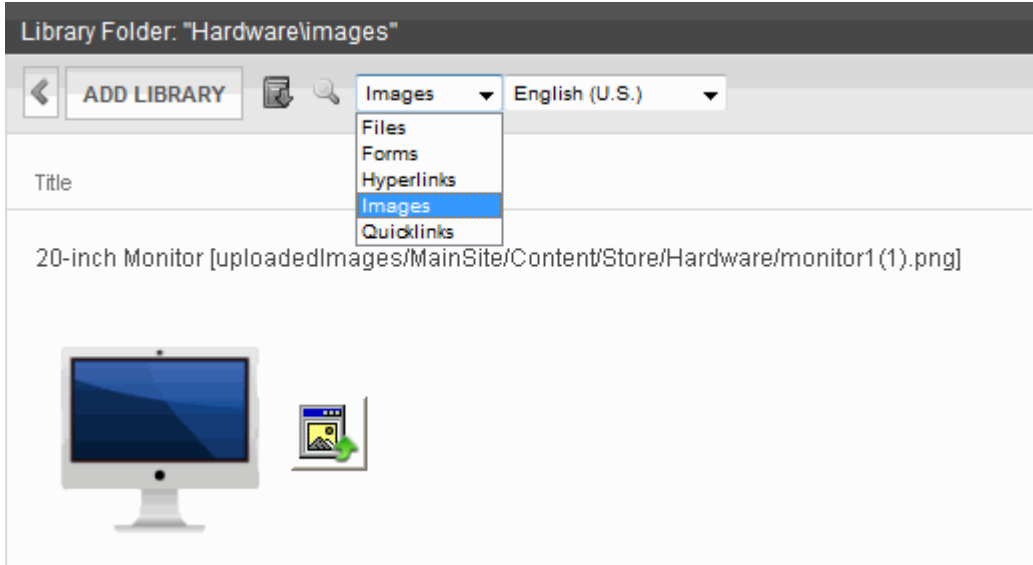 Library Folder: "Hardware\images"
ADD LIBRARY Images English (U.S.)
Files
Forms
Hyperlinks
Title
Images
Quicklinks
20-inch Monitor [uploadedImages/MainSite/Content/Store/Hardware/monitor1(1).png]